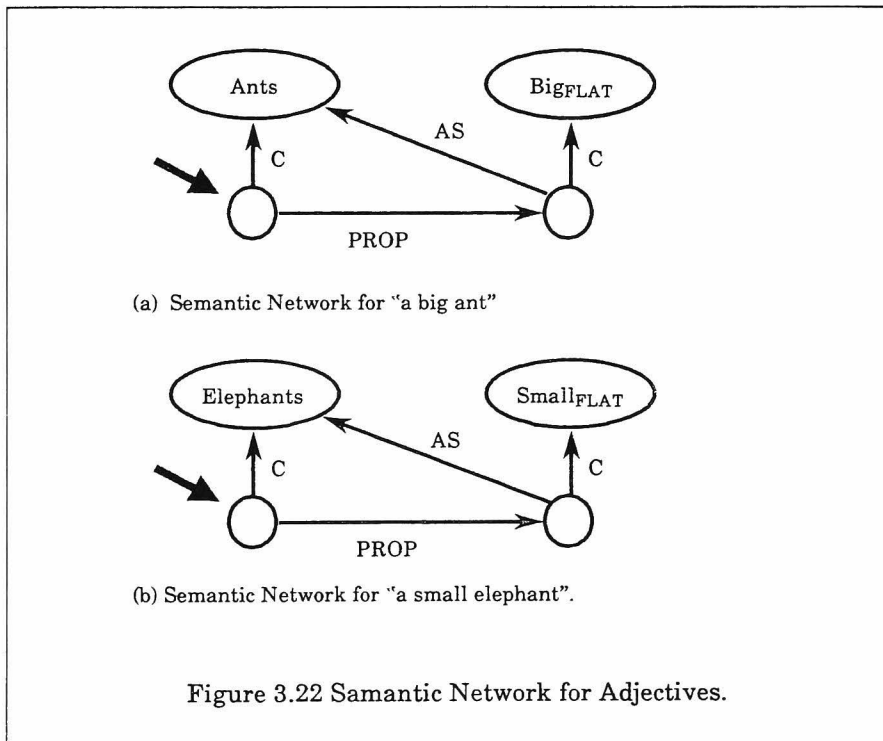 Ants
BigFLAT
AS
C
C
PROP
(a) Semantic Network for “a big ant”
Elephants
SmallFLAT
AS
C
C
PROP
(b) Semantic Network for “a small elephant”.
Figure 3.22 Samantic Network for Adjectives.